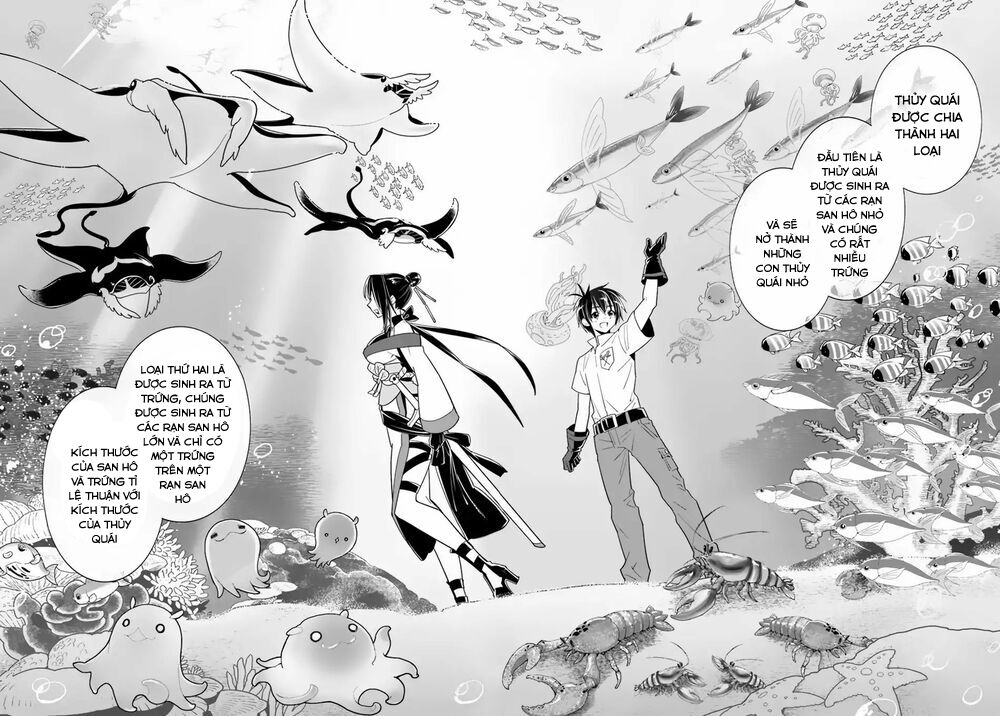 THỦY QUÁI
ĐƯỢC CHIA
THÀNH HAI
LOẠI
ĐẦU TIÊN LÀ
THỦY QUÁI
ĐƯỢC SINH RA
TỪ CÁC RẠN
SAN HÔ NHỎ
VÀ CHÚNG
CÓ RẤT
NHIỀU TRỨNG
VÀ SẼ
NỞ THÀNH
NHỮNG
CON THỦY
QUÁI NHỎ
LOẠI THỨ HAI LÀ
ĐƯỢC SINH RA TỪ
TRỨNG, CHÚNG
ĐƯỢC SINH RA TỪ
CÁC RẠN SAN HÔ
LỚN VÀ CHỈ CÓ
MỘT TRỨNG
TRÊN MỘT
RẠN SAN
HÔ
KÍCH THƯỚC
CỦA SAN HÔ
VÀ TRỨNG TỈ
LỆ THUẬN VỚI
KÍCH THƯỚC
CỦA THỦY
QUÁI